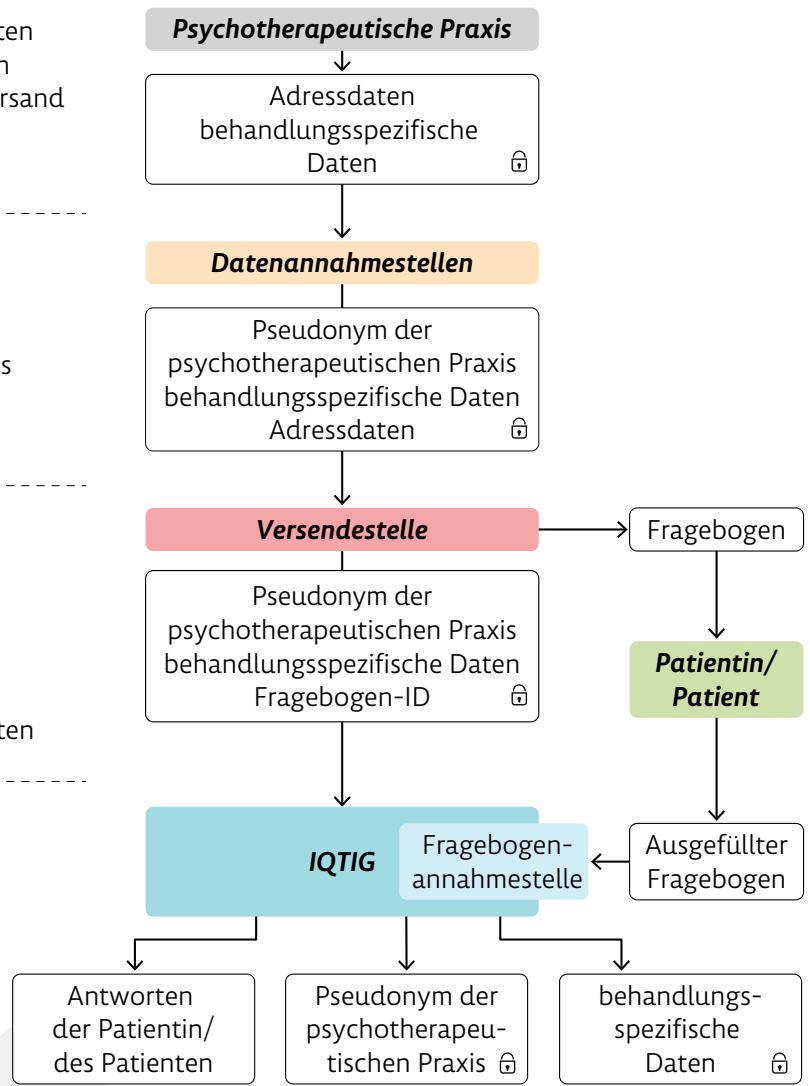 Psychotherapeutische Praxis
Adressdaten
behandlungsspezifische
Daten
Datenannahmestellen
Pseudonym der
psychotherapeutischen Praxis
behandlungsspezifische Daten
Adressdaten
Versendestelle
Fragebogen
Pseudonym der
psychotherapeutischen Praxis
behandlungsspezifische Daten
Fragebogen-ID
Patientin/
Patient
IQTIG
Fragebogen-
annahmestelle
Ausgefüllter
Fragebogen
Antworten
der Patientin/
des Patienten
Pseudonym der
psychotherapeu-
tischen Praxis
behandlungs-
spezifische
Daten